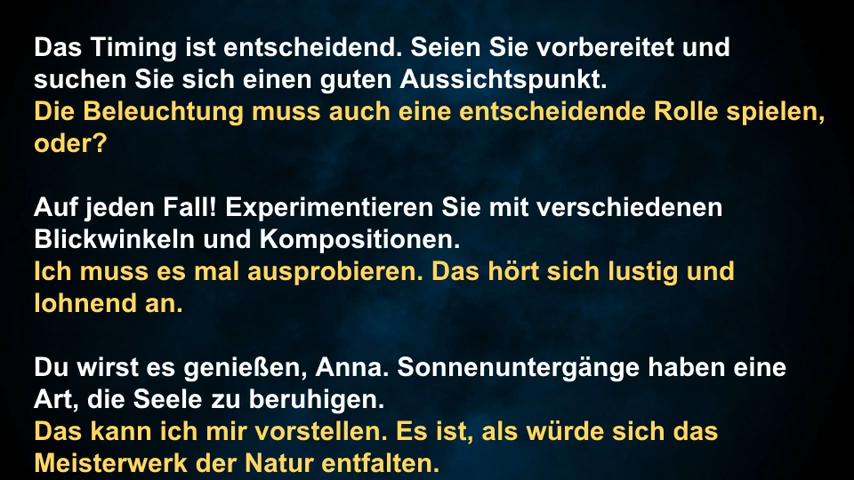 Das Timing ist entscheidend. Seien Sie vorbereitet und
suchen Sie sich einen guten Aussichtspunkt.
Die Beleuchtung muss auch eine entscheidende Rolle spielen,
oder?
Auf jeden Fall! Experimentieren Sie mit verschiedenen
Blickwinkeln und Kompositionen.
Ich muss es mal ausprobieren. Das hört sich lustig und
lohnend an.
Du wirst es genießen, Anna. Sonnenuntergänge haben eine
Art, die Seele zu beruhigen.
Das kann ich mir vorstellen. Es ist, als würde sich das
Meisterwerk der Natur entfalten.